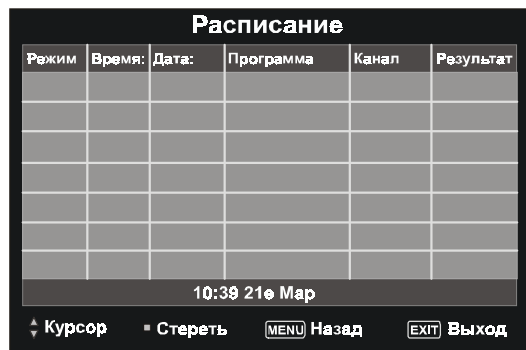 Расписание
Режим Время: Дата: Программа Канал Результат
10:39 21е Мар
Курсор Стереть MENU Назад EXIT Выход